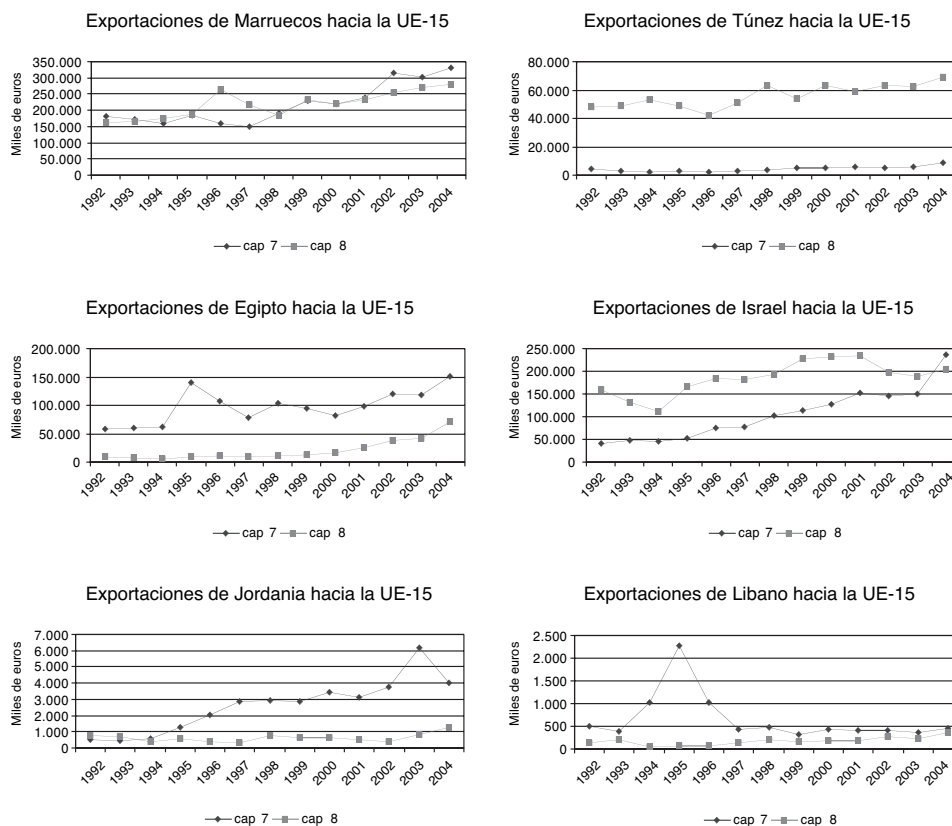 Exportaciones de Marruecos hacia la UE-15
Miles de euros
350.000
300.000
250.000
200.000
150.000
100.000
50.000
0
1992 1993 1994 1995 1996 1997 1998 1999 2000 2001 2002 2003 2004
cap 7 cap 8
Exportaciones de Túnez hacia la UE-15
Miles de euros
80.000
60.000
40.000
20.000
0
1992 1993 1994 1995 1996 1997 1998 1999 2000 2001 2002 2003 2004
cap 7 cap 8
Exportaciones de Egipto hacia la UE-15
Miles de euros
200.000
150.000
100.000
50.000
0
1992 1993 1994 1995 1996 1997 1998 1999 2000 2001 2002 2003 2004
cap 7 cap 8
Exportaciones de Israel hacia la UE-15
Miles de euros
250.000
200.000
150.000
100.000
50.000
0
1992 1993 1994 1995 1996 1997 1998 1999 2000 2001 2002 2003 2004
cap 7 cap 8
Exportaciones de Jordania hacia la UE-15
Miles de euros
7.000
6.000
5.000
4.000
3.000
2.000
1.000
0
1992 1993 1994 1995 1996 1997 1998 1999 2000 2001 2002 2003 2004
cap 7 cap 8
Exportaciones de Libano hacia la UE-15
Miles de euros
2.500
2.000
1.500
1.000
500
0
1992 1993 1994 1995 1996 1997 1998 1999 2000 2001 2002 2003 2004
cap 7 cap 8